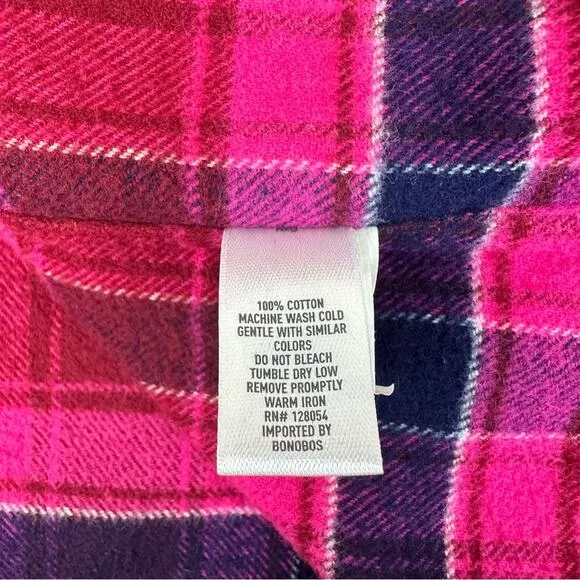 100% COTTON
MACHINE WASH COLD
GENTLE WITH SIMILAR
COLORS
DO NOT BLEACH
TUMBLE DRY LOW
REMOVE PROMPTLY
WARM IRON
RN# 128054
IMPORTED BY
BONOBOS